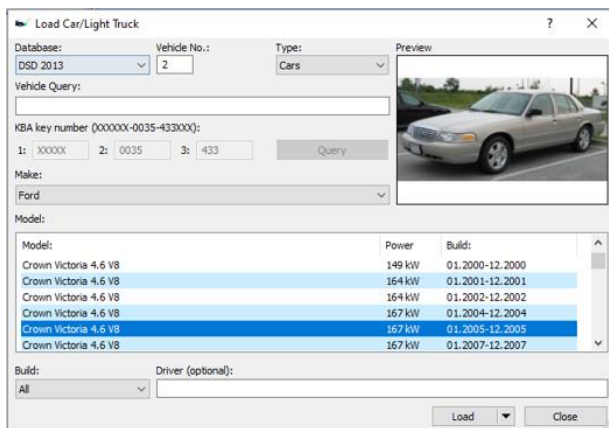 Load Car/Light Truck
Database: Vehicle No.: Type: Preview
DSD 2013 2 Cars
Vehicle Query:
KBA key number (XXXXXX-0035-433XXX):
1: XXXXX 2: 0035 3: 433 Query
Make:
Ford
Model:
Model: Power Build:
Crown Victoria 4.6 V8 149 kW 01.2000-12.2000
Crown Victoria 4.6 V8 164 kW 01.2001-12.2001
Crown Victoria 4.6 V8 164 kW 01.2002-12.2002
Crown Victoria 4.6 V8 167 kW 01.2004-12.2004
Crown Victoria 4.6 V8 167 kW 01.2005-12.2005
Crown Victoria 4.6 V8 167 kW 01.2007-12.2007
Build: Driver (optional):
All
Load Close